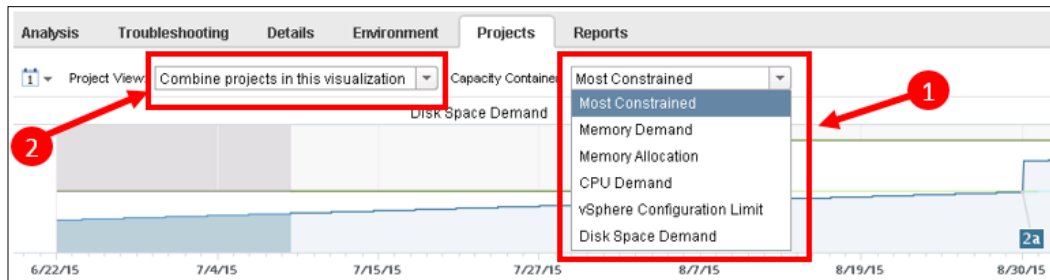 Analysis Troubleshooting Details Environment Projects Reports
1 Project View: Combine projects in this visualization Capacity Container Most Constrained
Most Constrained
1
Disk Space Demand
Memory Demand
2
Memory Allocation
CPU Demand
vSphere Configuration Limit
Disk Space Demand
2a
6/22/15 7/4/15 7/15/15 7/27/15 8/7/15 8/19/15 8/30/15